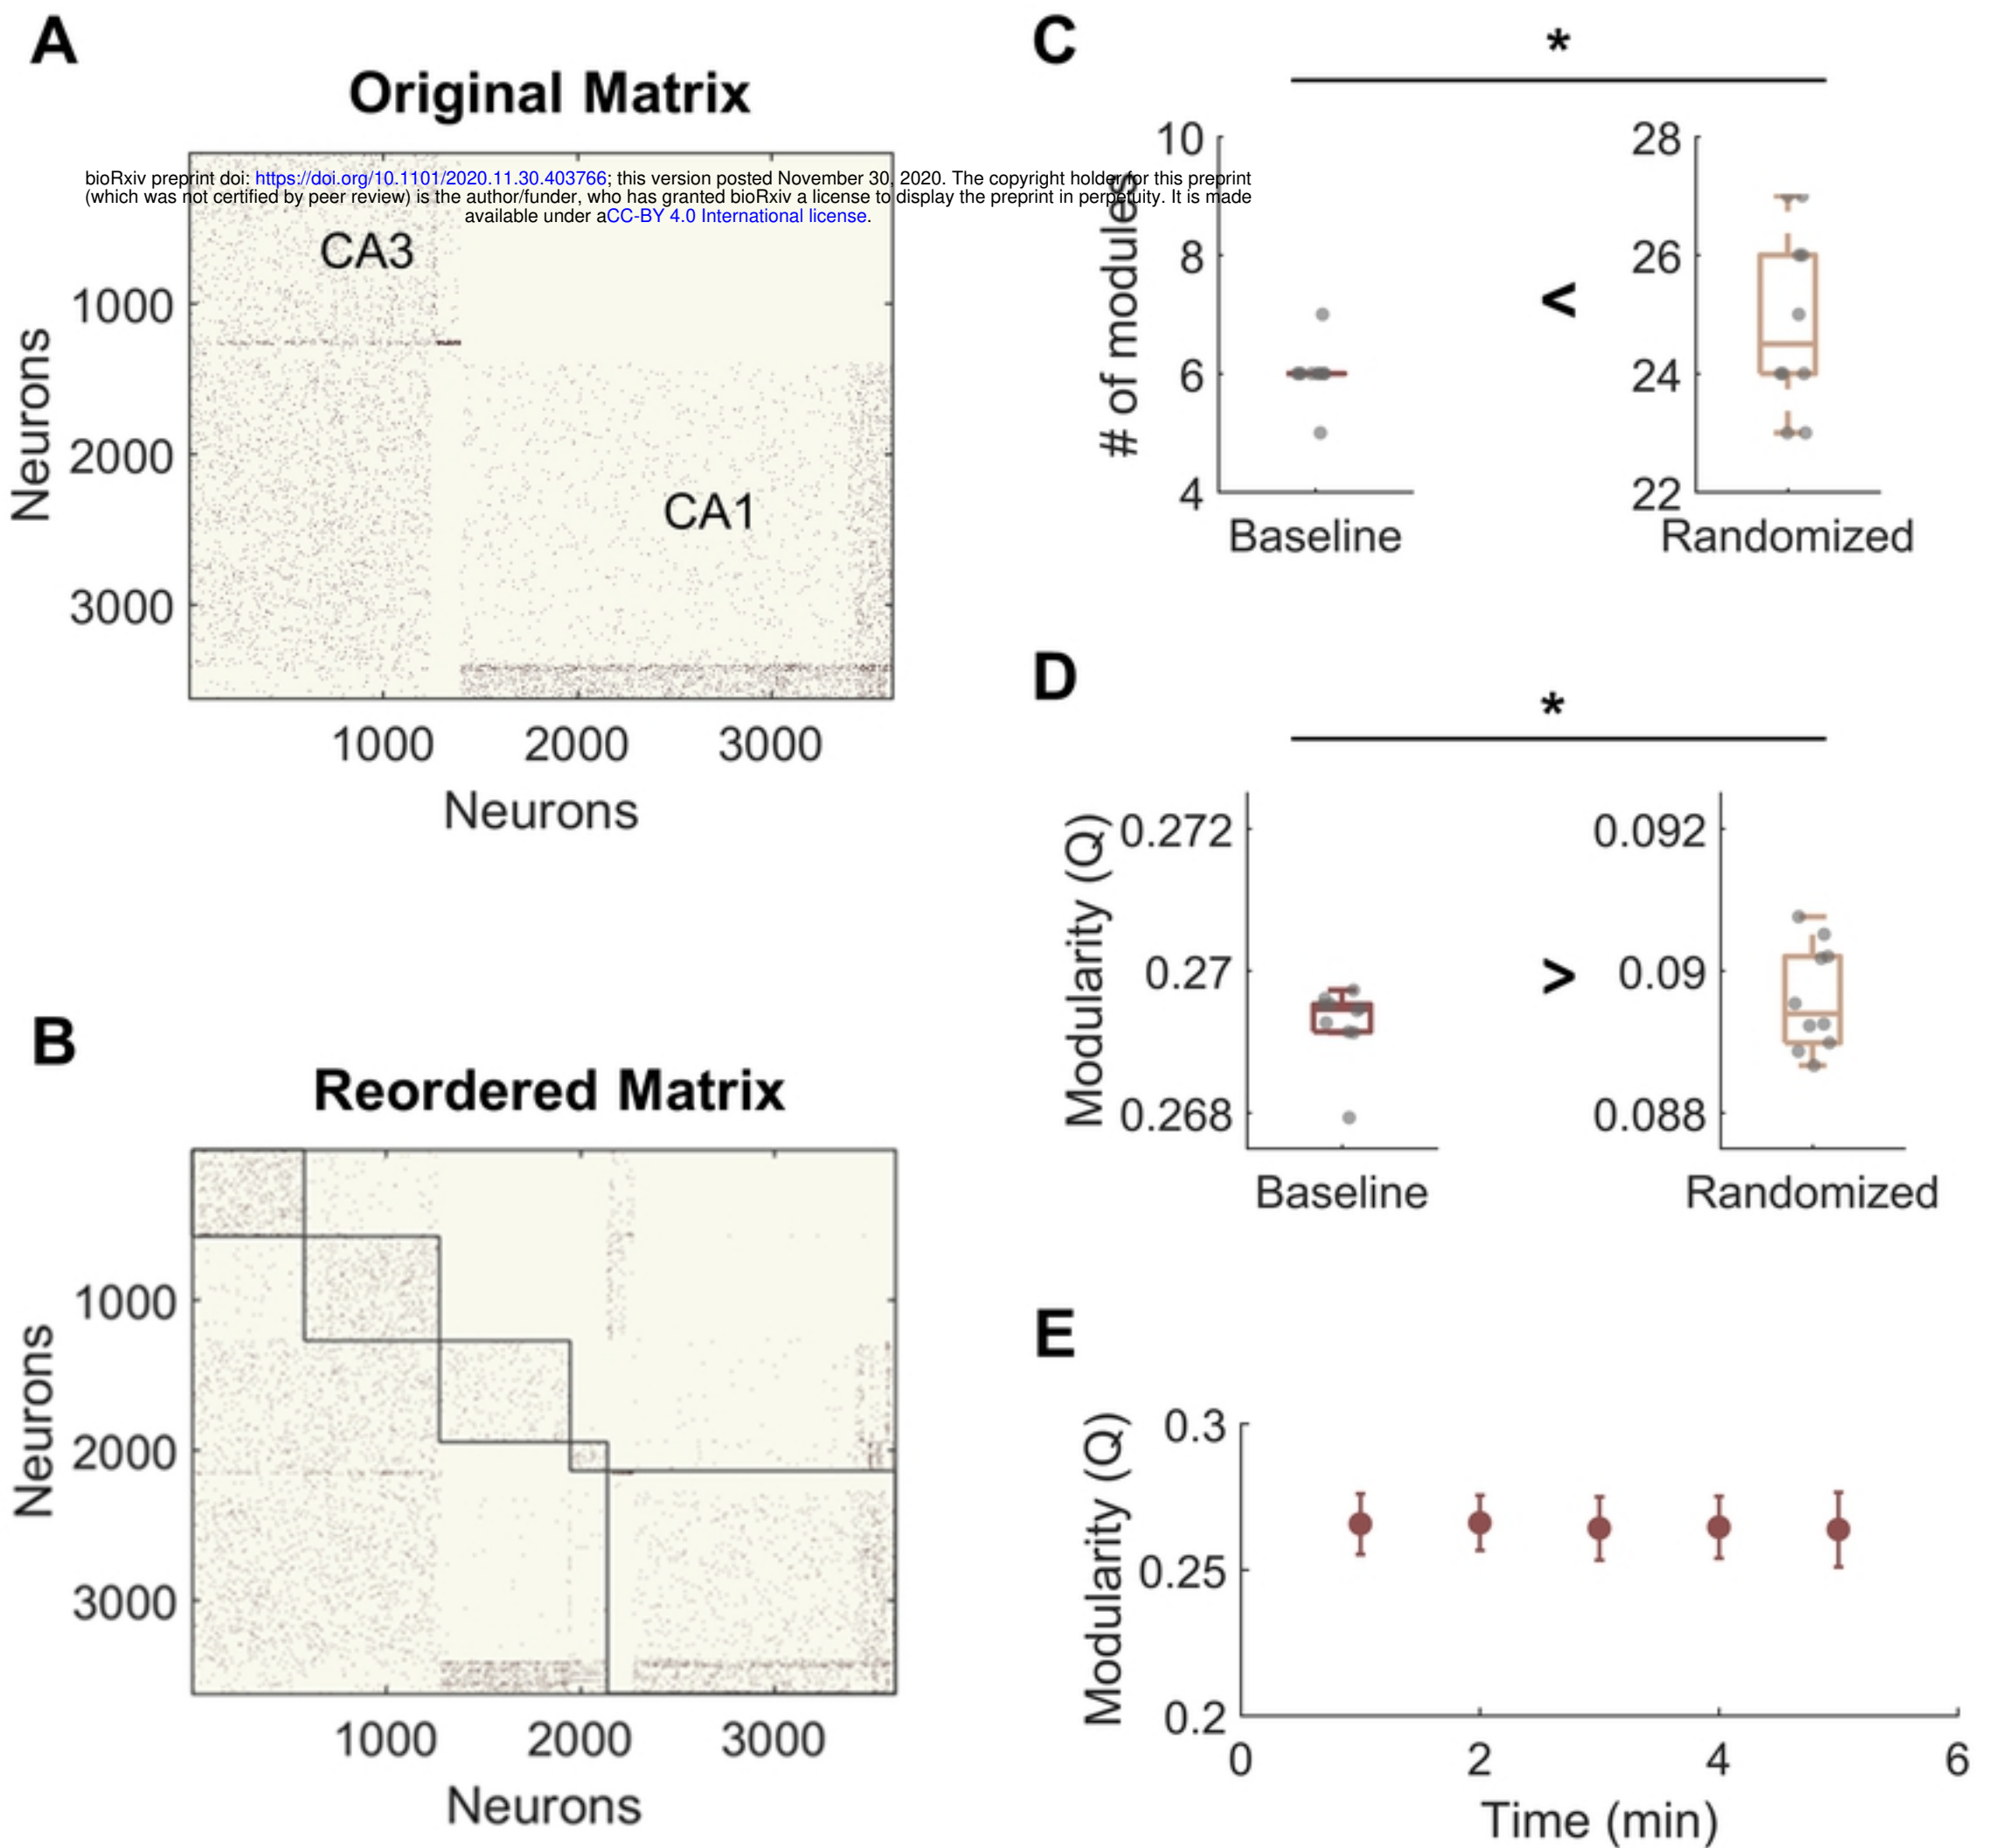 A
Original Matrix
bioRxiv preprint doi: https://doi.org/10.1101/2020.11.30.403766; this version posted November 30, 2020. The copyright holder for this preprint
(which was not certified by peer review) is the author/funder, who has granted bioRxiv a license to display the preprint in perpetuity. It is made
available under aCC-BY 4.0 International license.
CA3
CA1
Neurons
1000
2000
3000
1000 2000 3000
Neurons
B
Reordered Matrix
Neurons
1000
2000
3000
1000 2000 3000
Neurons
C
*
# of modules
10
8
6
4
Baseline
<
28
26
24
22
Randomized
D
*
Modularity (Q)
0.272
0.27
0.268
Baseline
>
0.092
0.09
0.088
Randomized
E
Modularity (Q)
0.3
0.25
0.2
0 2 4 6
Time (min)